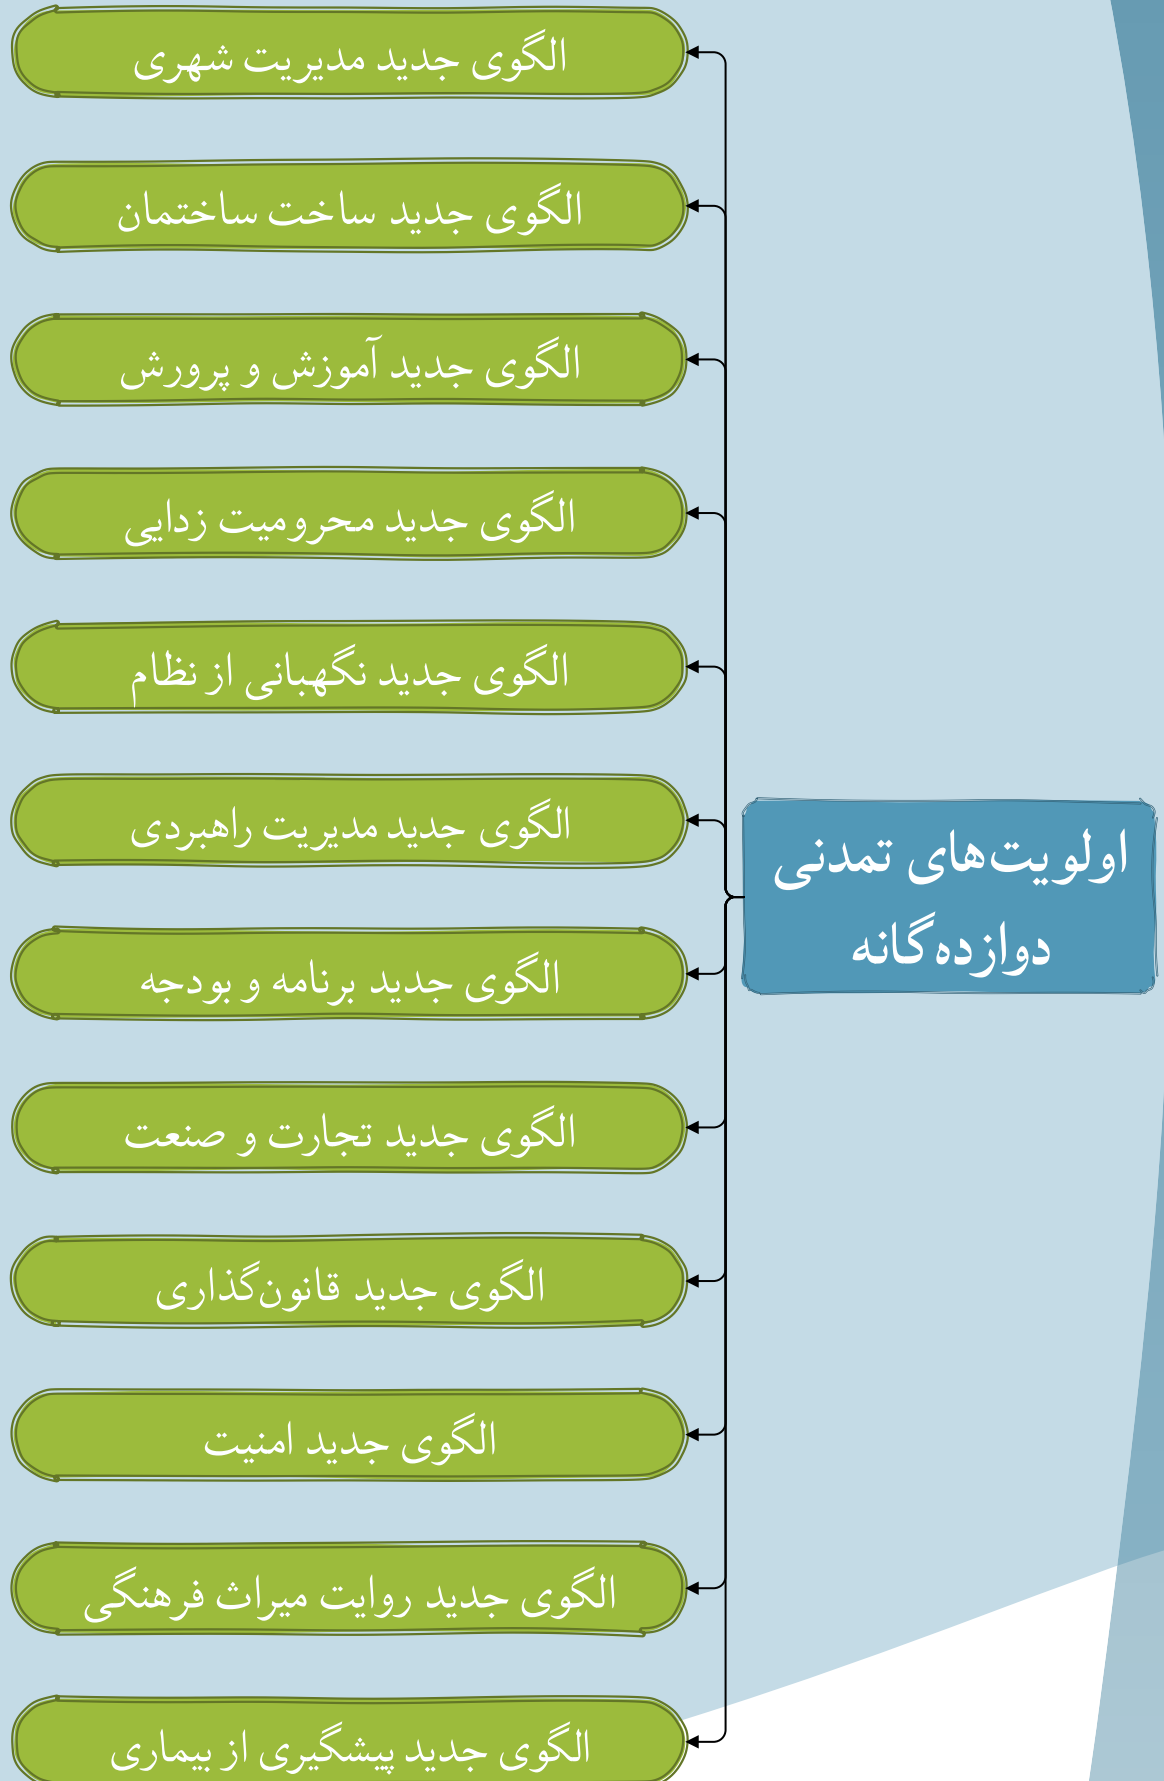 اولویت‌های تمدنی
دوازده‌گانه
الگوی جدید مدیریت شهری
الگوی جدید ساخت ساختمان
الگوی جدید آموزش و پرورش
الگوی جدید محرومیت زدایی
الگوی جدید نگهبانی از نظام
الگوی جدید مدیریت راهبردی
الگوی جدید برنامه و بودجه
الگوی جدید تجارت و صنعت
الگوی جدید قانون‌گذاری
الگوی جدید امنیت
الگوی جدید روایت میراث فرهنگی
الگوی جدید پیشگیری از بیماری